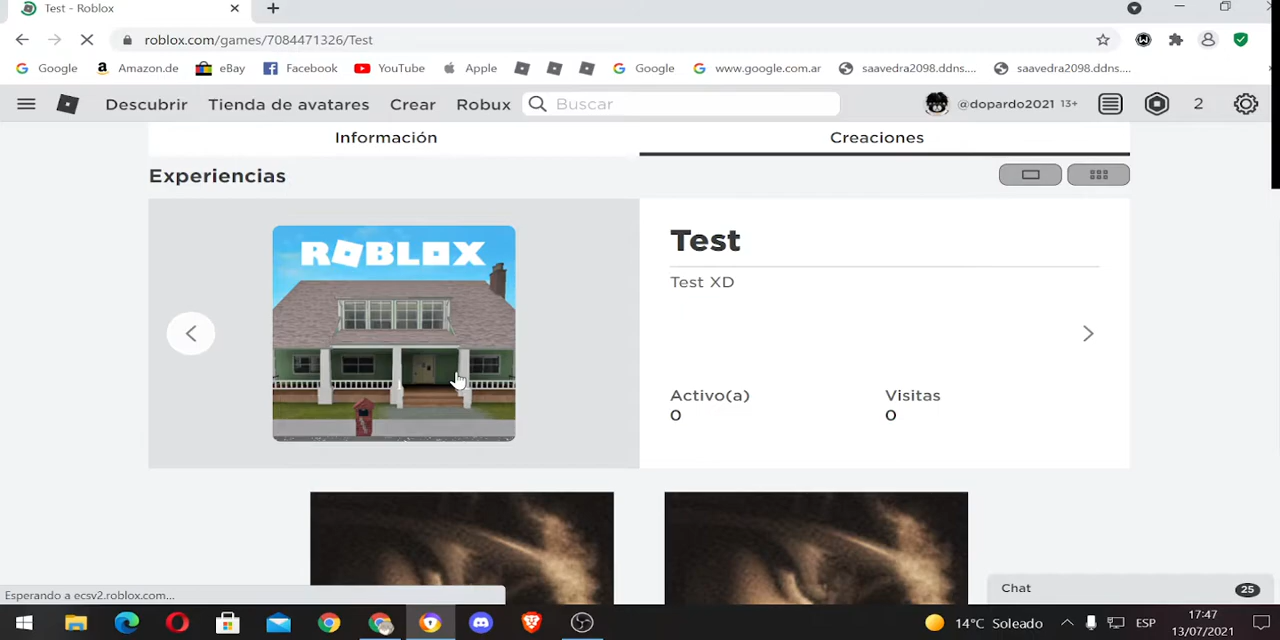 Test - Roblox
roblox.com/games/7084471326/Test
Google Amazon.de eBay Facebook YouTube Apple Google www.google.com.ar saavedra2098.ddns.... saavedra2098.ddns....
Descubrir Tienda de avatares Crear Robux Buscar @dopardo2021 13+ 2
Información Creaciones
Experiencias
ROBLOX
Test
Test XD
Activo(a) Visitas
0 0
Chat 25
Esperando a ecsv2.roblox.com...
14°C Soleado ESP 17:47
13/07/2021